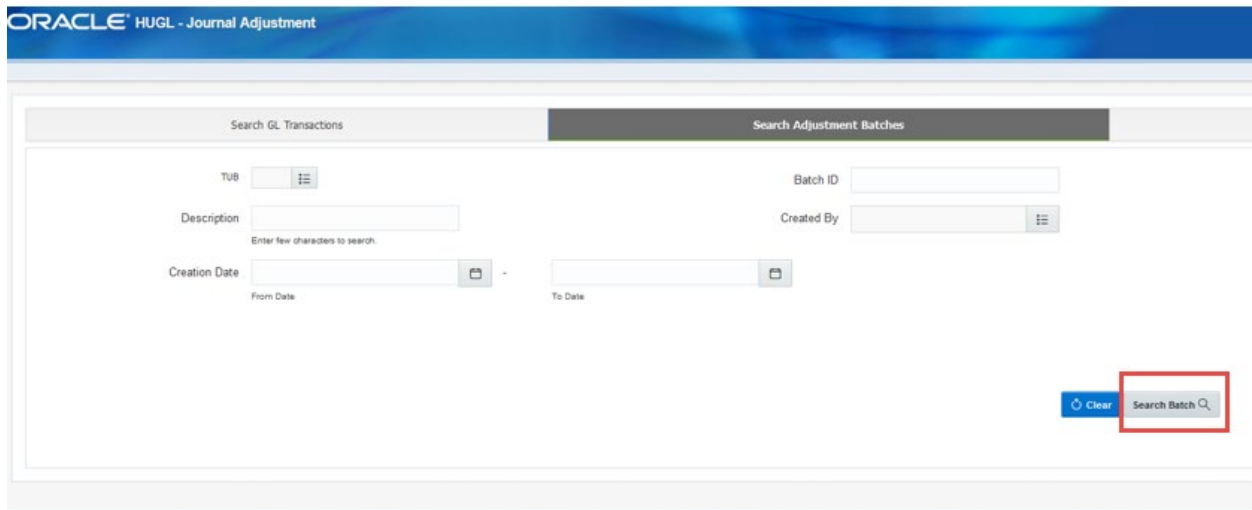 ORACLE® HUGL - Journal Adjustment
Search GL Transactions
Search Adjustment Batches
TUB
Batch ID
Description
Created By
Enter few characters to search.
Creation Date
-
From Date
To Date
Clear
Search Batch